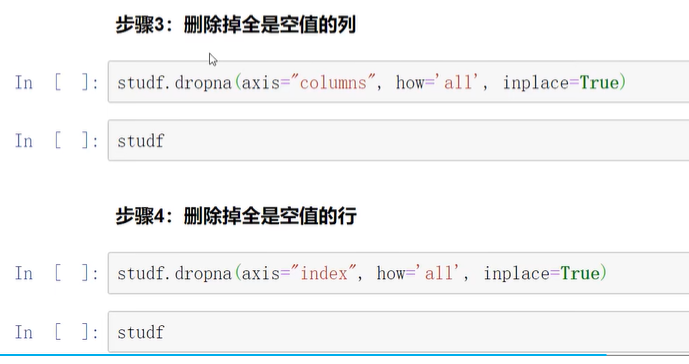 步骤3：删除掉全是空值的列
In [ ]: studf.dropna(axis="columns", how='all', inplace=True)
In [ ]: studf
步骤4：删除掉全是空值的行
In [ ]: studf.dropna(axis="index", how='all', inplace=True)
In [ ]: studf